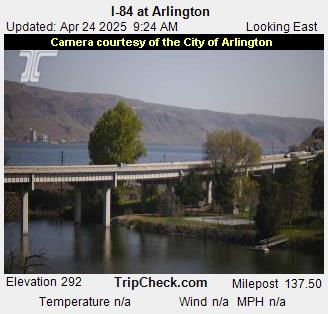 I-84 at Arlington
Updated: Apr 24 2025 9:24 AM Looking East
Camera courtesy of the City of Arlington
Elevation 292 TripCheck.com Milepost 137.50
Temperature n/a Wind n/a MPH n/a